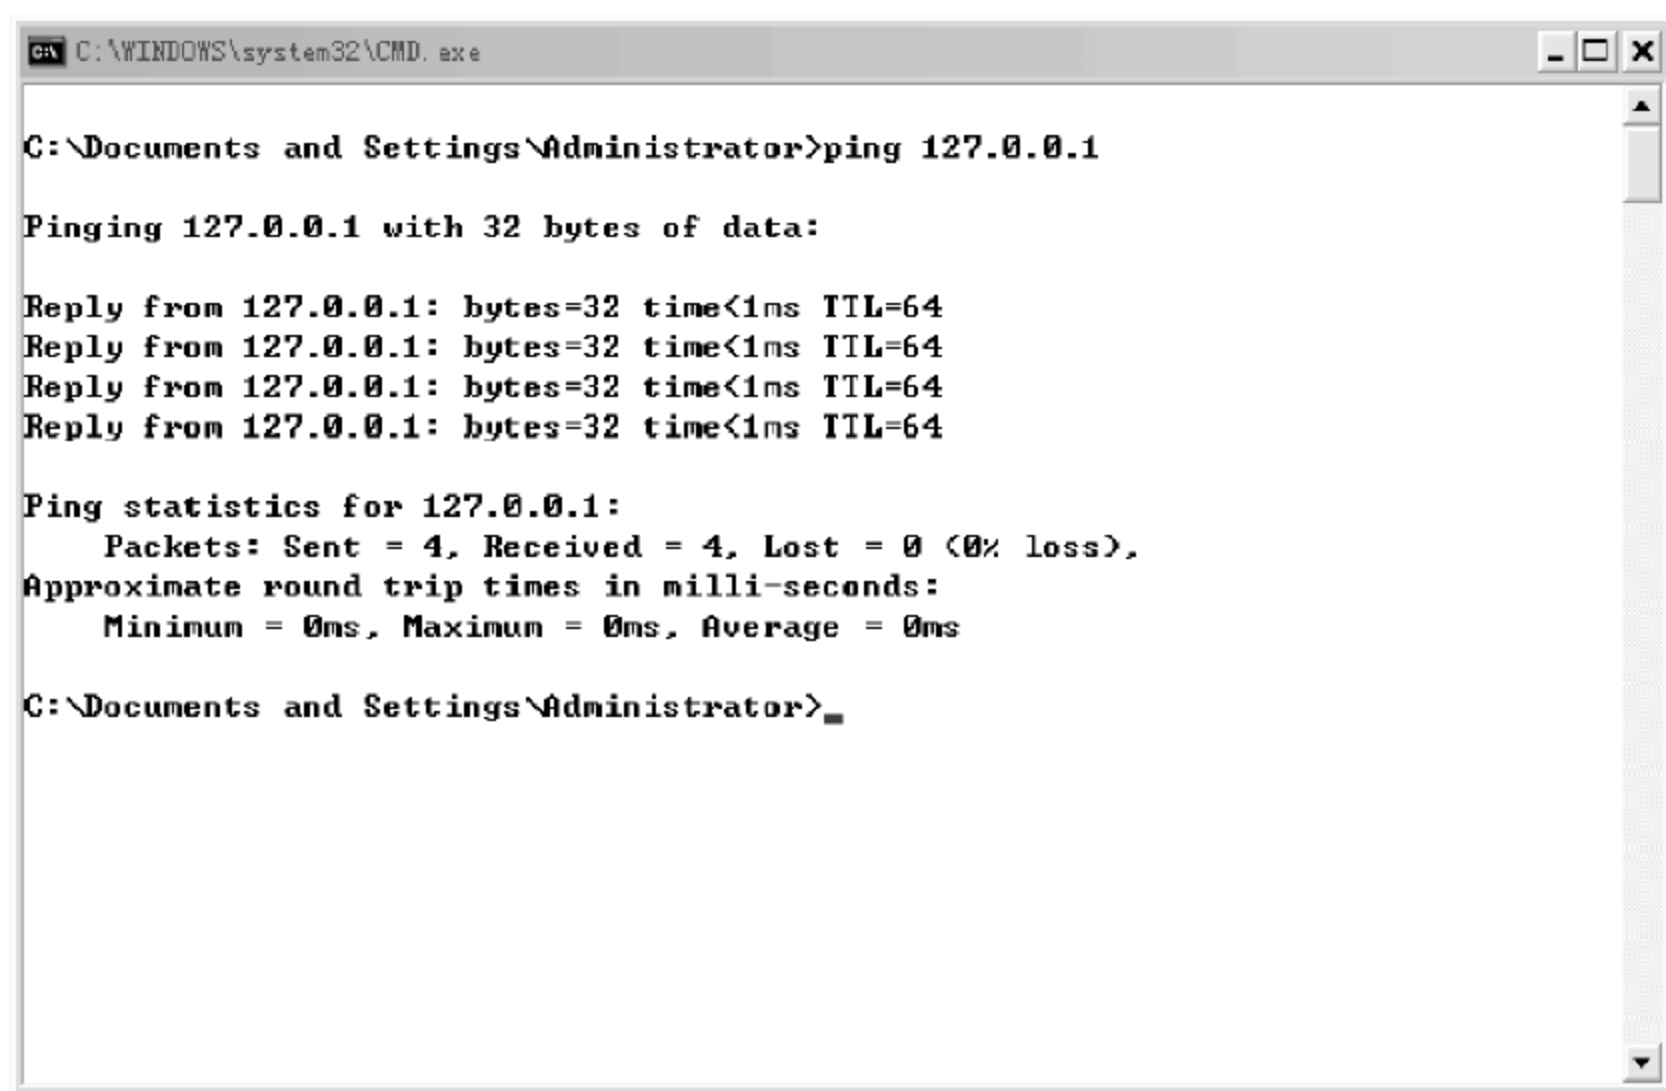 C:\WINDOWS\system32\CMD.exe
C:\Documents and Settings\Administrator>ping 127.0.0.1
Pinging 127.0.0.1 with 32 bytes of data:
Reply from 127.0.0.1: bytes=32 time<1ms TTL=64
Reply from 127.0.0.1: bytes=32 time<1ms TTL=64
Reply from 127.0.0.1: bytes=32 time<1ms TTL=64
Reply from 127.0.0.1: bytes=32 time<1ms TTL=64
Ping statistics for 127.0.0.1:
    Packets: Sent = 4, Received = 4, Lost = 0 (0% loss),
Approximate round trip times in milli-seconds:
    Minimum = 0ms, Maximum = 0ms, Average = 0ms
C:\Documents and Settings\Administrator>_